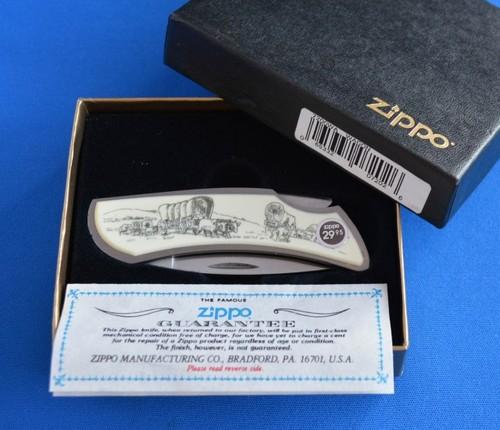 zippo
zippo
29.95
THE FAMOUS
zippo
GUARANTEE
This Zippo knife, when returned to our factory, will be put in first-class
mechanical condition free of charge, for we have yet to charge a cent
for the repair of a Zippo product regardless of age or condition.
The finish, however, is not guaranteed.
ZIPPO MANUFACTURING CO., BRADFORD, PA. 16701, U.S.A.
Please read reverse side.